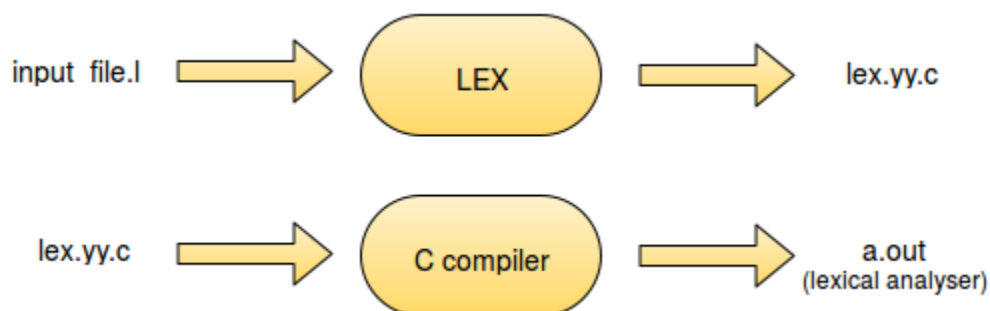 input file.l
LEX
lex.yy.c
lex.yy.c
C compiler
a.out
(lexical analyser)